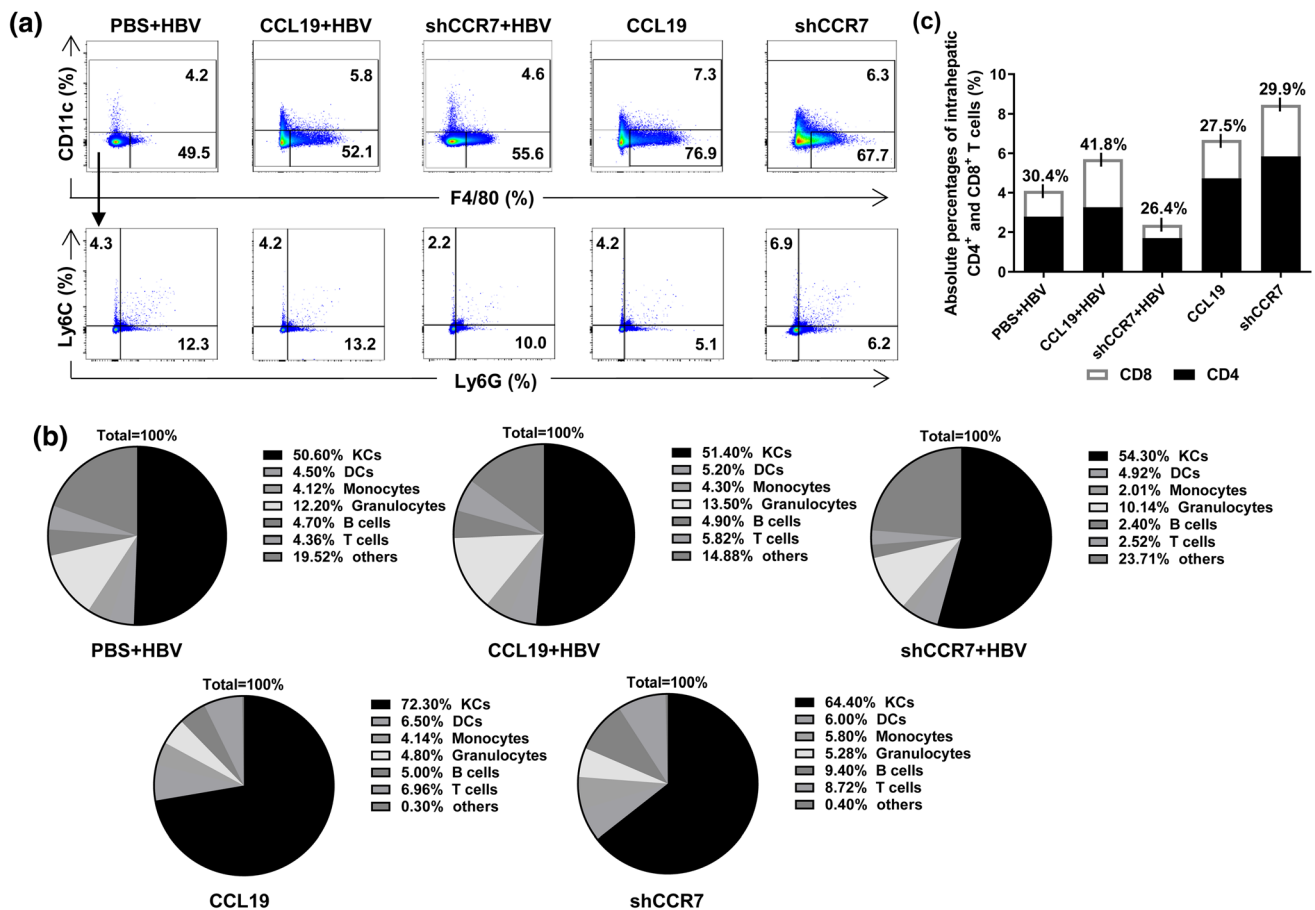 (a)
PBS+HBV CCL19+HBV shCCR7+HBV CCL19 shCCR7
CD11c (%)
4.2 5.8 4.6 7.3 6.3
49.5 52.1 55.6 76.9 67.7
F4/80 (%)
Ly6C (%)
4.3 4.2 2.2 4.2 6.9
12.3 13.2 10.0 5.1 6.2
Ly6G (%)
(c)
Absolute percentages of intrahepatic
CD4+ and CD8+ T cells (%)
10
8
6
4
2
0
30.4% 41.8% 26.4% 27.5% 29.9%
PBS+HBV CCL19+HBV shCCR7+HBV CCL19 shCCR7
CD8 CD4
(b)
Total=100%
50.60% KCs
4.50% DCs
4.12% Monocytes
12.20% Granulocytes
4.70% B cells
4.36% T cells
19.52% others
PBS+HBV
Total=100%
51.40% KCs
5.20% DCs
4.30% Monocytes
13.50% Granulocytes
4.90% B cells
5.82% T cells
14.88% others
CCL19+HBV
Total=100%
54.30% KCs
4.92% DCs
2.01% Monocytes
10.14% Granulocytes
2.40% B cells
2.52% T cells
23.71% others
shCCR7+HBV
Total=100%
72.30% KCs
6.50% DCs
4.14% Monocytes
4.80% Granulocytes
5.00% B cells
6.96% T cells
0.30% others
CCL19
Total=100%
64.40% KCs
6.00% DCs
5.80% Monocytes
5.28% Granulocytes
9.40% B cells
8.72% T cells
0.40% others
shCCR7